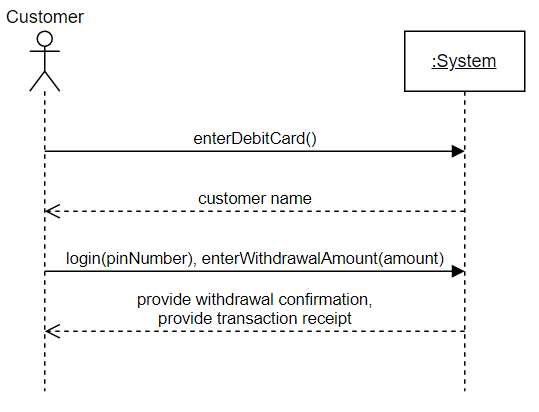 Customer
:System
enterDebitCard()
customer name
login(pinNumber), enterWithdrawalAmount(amount)
provide withdrawal confirmation,
provide transaction receipt